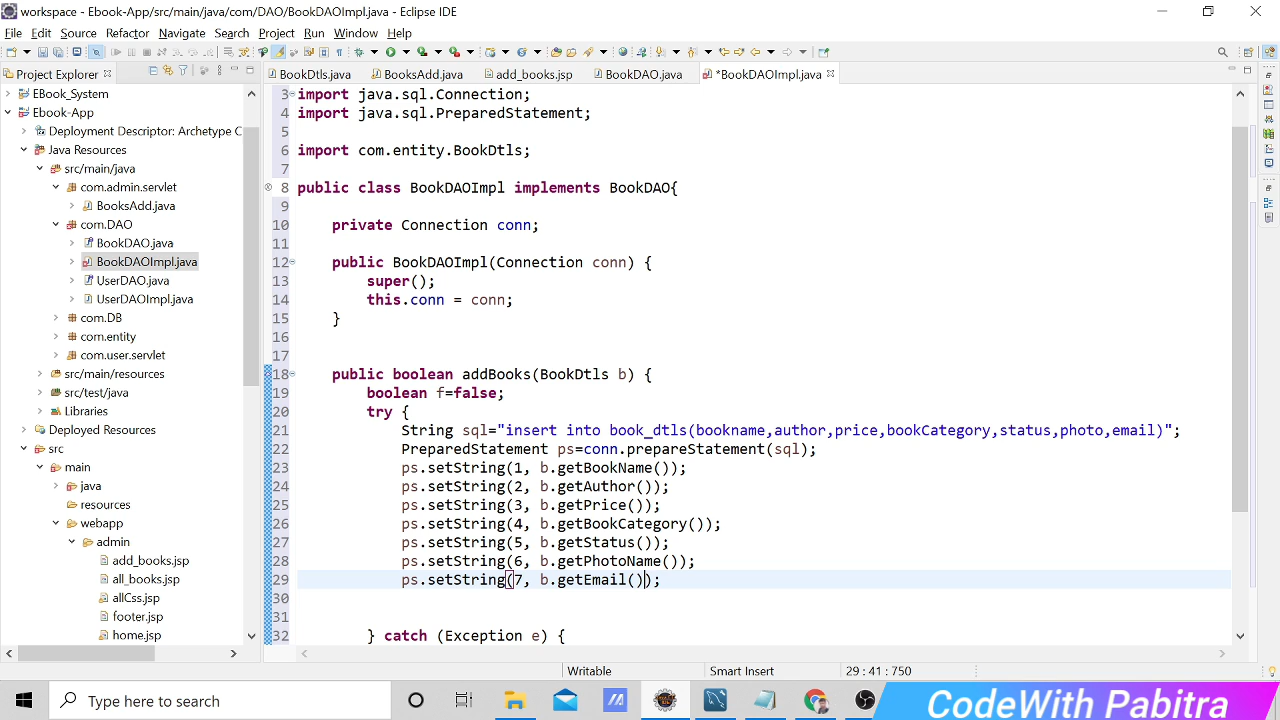 workspace - Ebook-App/src/main/java/com/DAO/BookDAOImpl.java - Eclipse IDE
File Edit Source Refactor Navigate Search Project Run Window Help
Project Explorer
BookDtls.java BooksAdd.java add_books.jsp BookDAO.java *BookDAOImpl.java
EBook_System
Ebook-App
Deployment Descriptor: Archetype C
Java Resources
src/main/java
com.admin.servlet
BooksAdd.java
com.DAO
BookDAO.java
BookDAOImpl.java
UserDAO.java
UserDAOImpl.java
com.DB
com.entity
com.user.servlet
src/main/resources
src/test/java
Libraries
Deployed Resources
src
main
java
resources
webapp
admin
add_books.jsp
all_books.jsp
allCss.jsp
footer.jsp
home.jsp
3 import java.sql.Connection;
4 import java.sql.PreparedStatement;
5
6 import com.entity.BookDtls;
7
8 public class BookDAOImpl implements BookDAO{
9
10 private Connection conn;
11
12 public BookDAOImpl(Connection conn) {
13 super();
14 this.conn = conn;
15 }
16
17
18 public boolean addBooks(BookDtls b) {
19 boolean f=false;
20 try {
21 String sql="insert into book_dtls(bookname,author,price,bookCategory,status,photo,email)";
22 PreparedStatement ps=conn.prepareStatement(sql);
23 ps.setString(1, b.getBookName());
24 ps.setString(2, b.getAuthor());
25 ps.setString(3, b.getPrice());
26 ps.setString(4, b.getBookCategory());
27 ps.setString(5, b.getStatus());
28 ps.setString(6, b.getPhotoName());
29 ps.setString(7, b.getEmail());
30
31
32 } catch (Exception e) {
Writable Smart Insert 29 : 41 : 750
Type here to search
CodeWith Pabitra